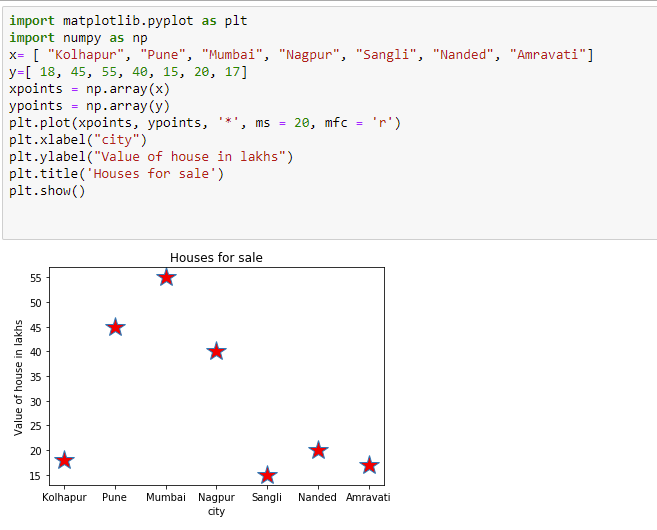 import matplotlib.pyplot as plt
import numpy as np
x= [ "Kolhapur", "Pune", "Mumbai", "Nagpur", "Sangli", "Nanded", "Amravati"]
y=[ 18, 45, 55, 40, 15, 20, 17]
xpoints = np.array(x)
ypoints = np.array(y)
plt.plot(xpoints, ypoints, '*', ms = 20, mfc = 'r')
plt.xlabel("city")
plt.ylabel("Value of house in lakhs")
plt.title('Houses for sale')
plt.show()
Houses for sale
Value of house in lakhs
55
50
45
40
35
30
25
20
15
Kolhapur Pune Mumbai Nagpur Sangli Nanded Amravati
city